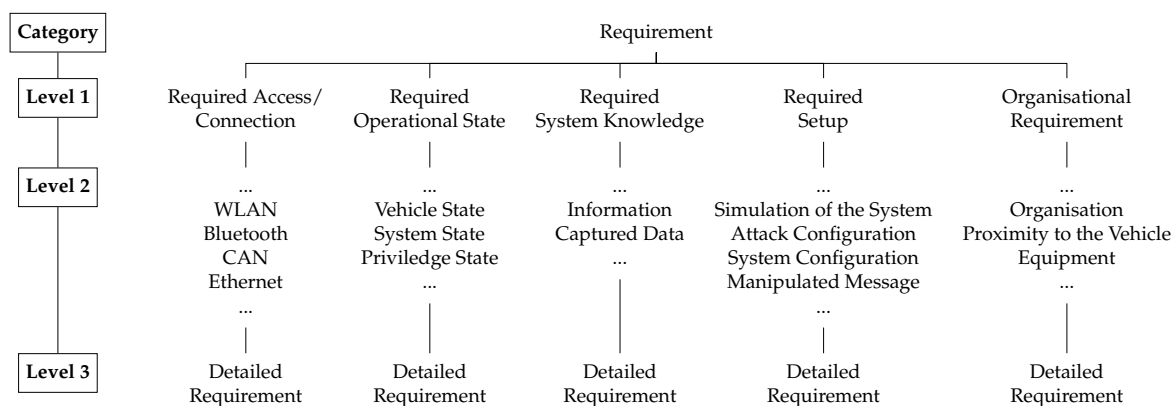 Category
Requirement
Level 1
Required Access/
Connection
Required
Operational State
Required
System Knowledge
Required
Setup
Organisational
Requirement
Level 2
...
WLAN
Bluetooth
CAN
Ethernet
...
...
Vehicle State
System State
Priviledge State
...
...
Information
Captured Data
...
...
Simulation of the System
Attack Configuration
System Configuration
Manipulated Message
...
...
Organisation
Proximity to the Vehicle
Equipment
...
Level 3
Detailed
Requirement
Detailed
Requirement
Detailed
Requirement
Detailed
Requirement
Detailed
Requirement